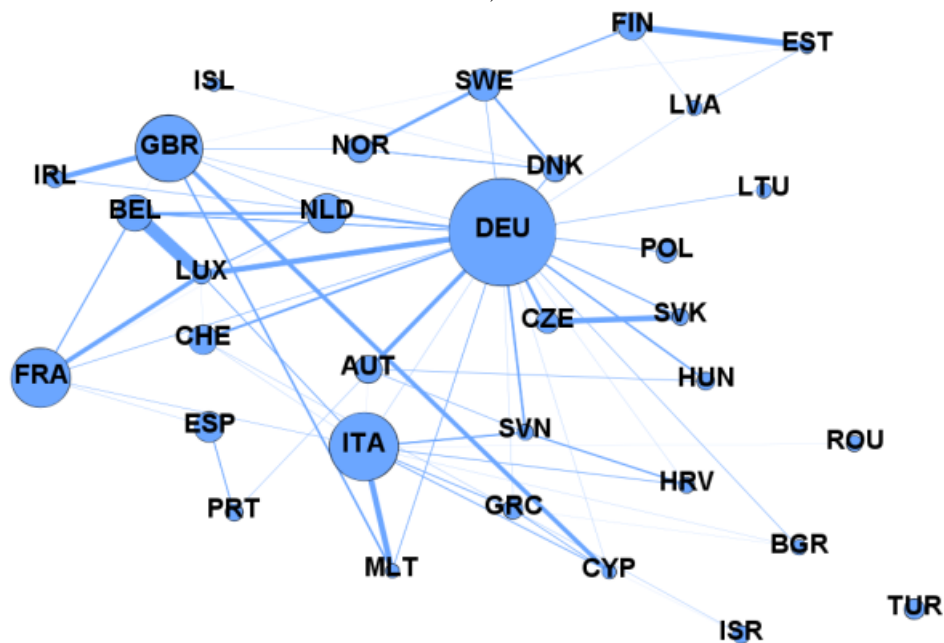 FIN
EST
ISL
SWE
LVA
GBR
NOR
DNK
IRL
LTU
BEL
NLD
DEU
POL
LUX
SVK
CZE
CHE
AUT
HUN
FRA
ESP
SVN
ITA
ROU
HRV
PRT
GRC
BGR
MLT
CYP
TUR
ISR